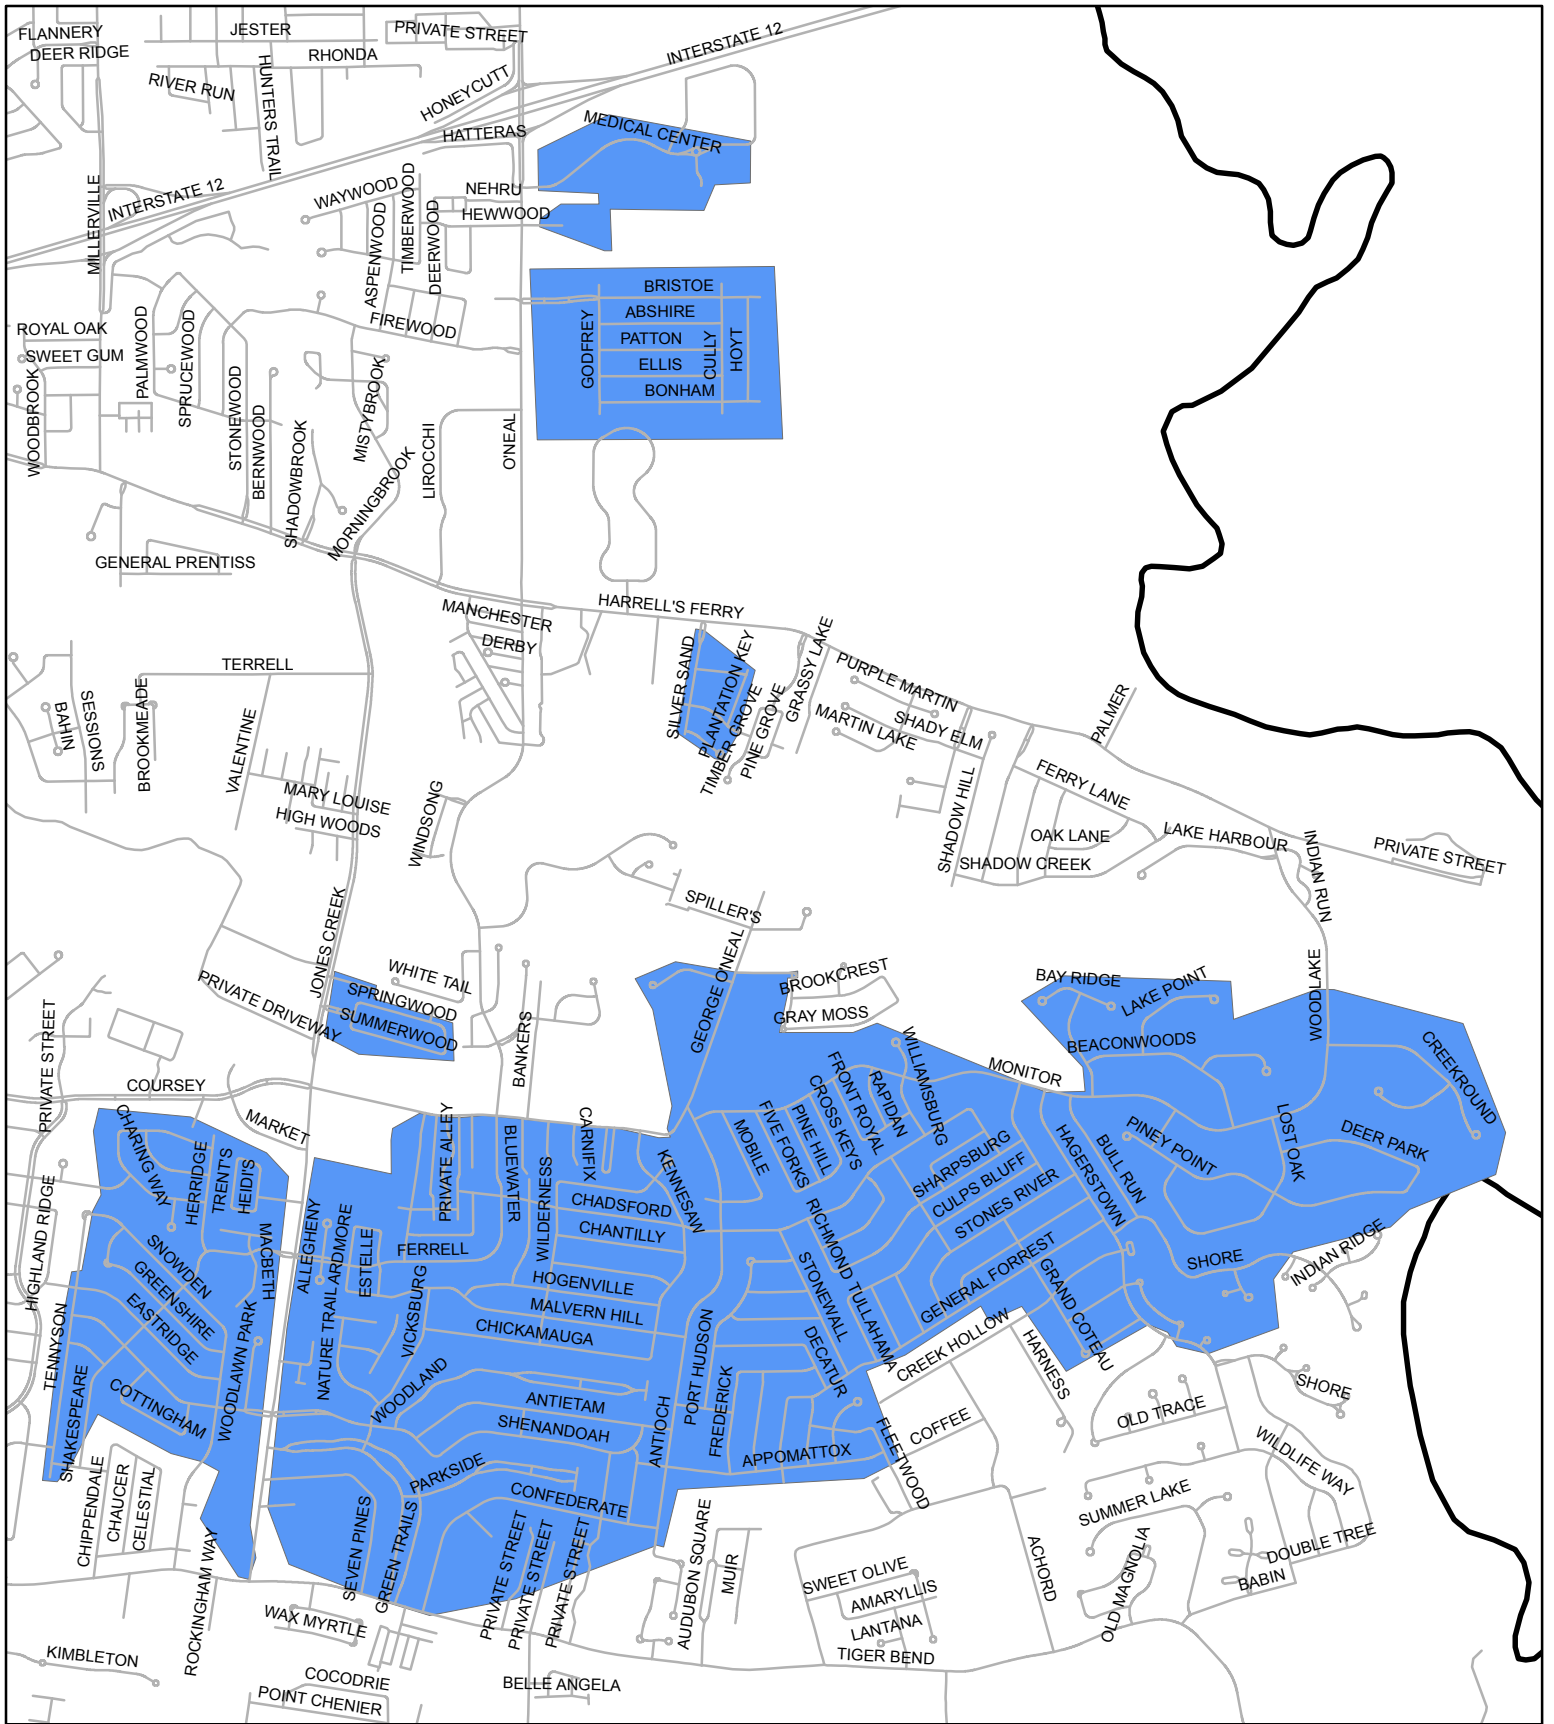 FLANNERY
JESTER
PRIVATE STREET
INTERSTATE 12
DEER RIDGE
RHONDA
HUNTERS TRAIL
RIVER RUN
HONEYCUTT
HATTERAS
MEDICAL CENTER
MILLERVILLE
INTERSTATE 12
WAYWOOD
TIMBERWOOD
NEHRU
HEWWOOD
ASPENWOOD
DEERWOOD
BRISTOE
ABSHIRE
PATTON
ELLIS
BONHAM
GODFREY
CULLY
HOYT
FIREWOOD
ROYAL OAK
SWEET GUM
PALMWOOD
SPRUCEWOOD
WOODBROOK
STONEWOOD
BERNWOOD
MISTYBROOK
SHADOWBROOK
MORNINGBROOK
LIROCCHI
O'NEAL
GENERAL PRENTISS
MANCHESTER
DERBY
HARRELL'S FERRY
TERRELL
SILVER SAND
PLANTATION KEY
TIMBER GROVE
PINE GROVE
GRASSY LAKE
PURPLE MARTIN
MARTIN LAKE
SHADY ELM
PALMER
BAHIN
SESSIONS
BROOKMEADE
VALENTINE
MARY LOUISE
HIGH WOODS
WINDSONG
SHADOW HILL
FERRY LANE
OAK LANE
SHADOW CREEK
LAKE HARBOUR
INDIAN RUN
PRIVATE STREET
SPILLER'S
JONES CREEK
GEORGE O'NEAL
WHITE TAIL
SPRINGWOOD
SUMMERWOOD
PRIVATE DRIVEWAY
BROOKCREST
GRAY MOSS
BAY RIDGE
LAKE POINT
WOODLAKE
BEACONWOODS
CREEKROUND
PRIVATE STREET
COURSEY
MARKET
BANKERS
MONITOR
WILLIAMSBURG
FRONT ROYAL
RAPIDAN
CROSS KEYS
PINE HILL
FIVE FORKS
MOBILE
CHARING WAY
HERRIDGE
TRENT'S
HEIDI'S
PRIVATE ALLEY
BLUEWATER
CARNIFIX
WILDERNESS
KENNESAW
SHARPSBURG
CULPS BLUFF
STONES RIVER
HAGERSTOWN
BULL RUN
PINEY POINT
LOST OAK
DEER PARK
HIGHLAND RIDGE
MACBETH
ALLEGHENY
ARDMORE
ESTELLE
FERRELL
CHADSFORD
CHANTILLY
RICHMOND
STONEWALL
TULLAHAMA
GENERAL FORREST
GRAND COTEAU
SHORE
INDIAN RIDGE
SNOWDEN
GREENSHIRE
EASTRIDGE
WOODLAWN PARK
NATURE TRAIL
VICKSBURG
HOGENVILLE
MALVERN HILL
CHICKAMAUGA
PORT HUDSON
DECATUR
CREEK HOLLOW
HARNESS
TENNYSON
SHAKESPEARE
COTTINGHAM
WOODLAND
ANTIETAM
SHENANDOAH
ANTIOCH
FREDERICK
APPOMATTOX
FLEETWOOD
COFFEE
OLD TRACE
SHORE
WILDLIFE WAY
CHIPPENDALE
CHAUCER
CELESTIAL
PARKSIDE
CONFEDERATE
SEVEN PINES
GREEN TRAILS
PRIVATE STREET
PRIVATE STREET
PRIVATE STREET
AUDUBON SQUARE
MUIR
SUMMER LAKE
OLD MAGNOLIA
DOUBLE TREE
BABIN
ACHORD
SWEET OLIVE
AMARYLLIS
LANTANA
TIGER BEND
ROCKINGHAM WAY
WAX MYRTLE
KIMBLETON
COCODRIE
POINT CHENIER
BELLE ANGELA